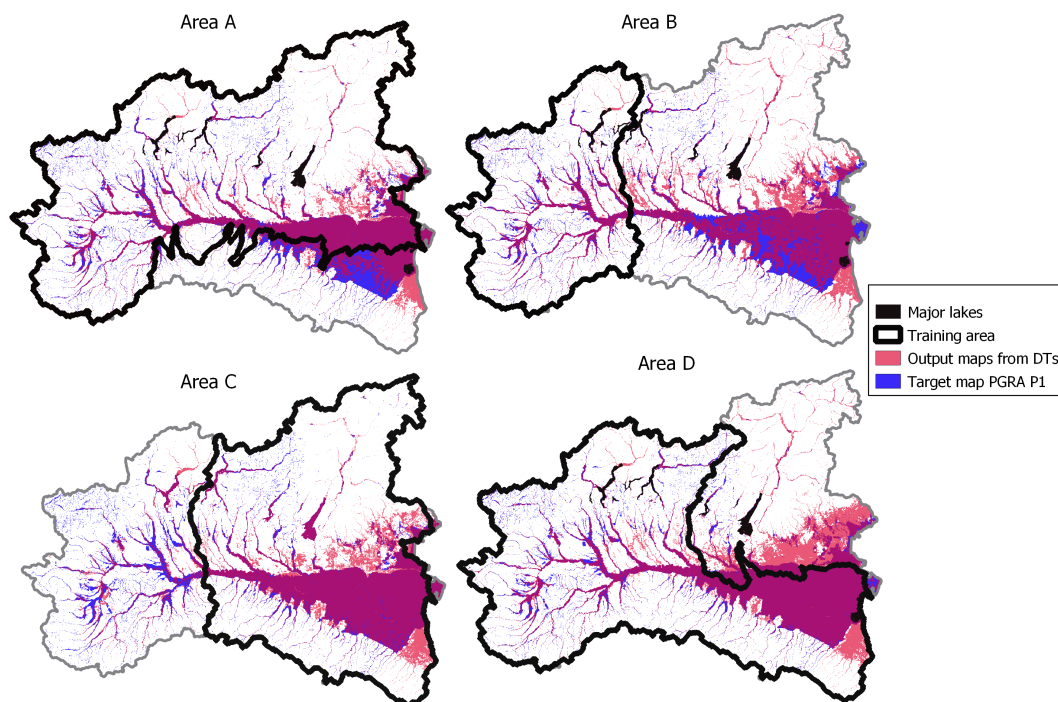 Area A
Area B
Major lakes
Training area
Output maps from DTs
Target map PGRA P1
Area C
Area D